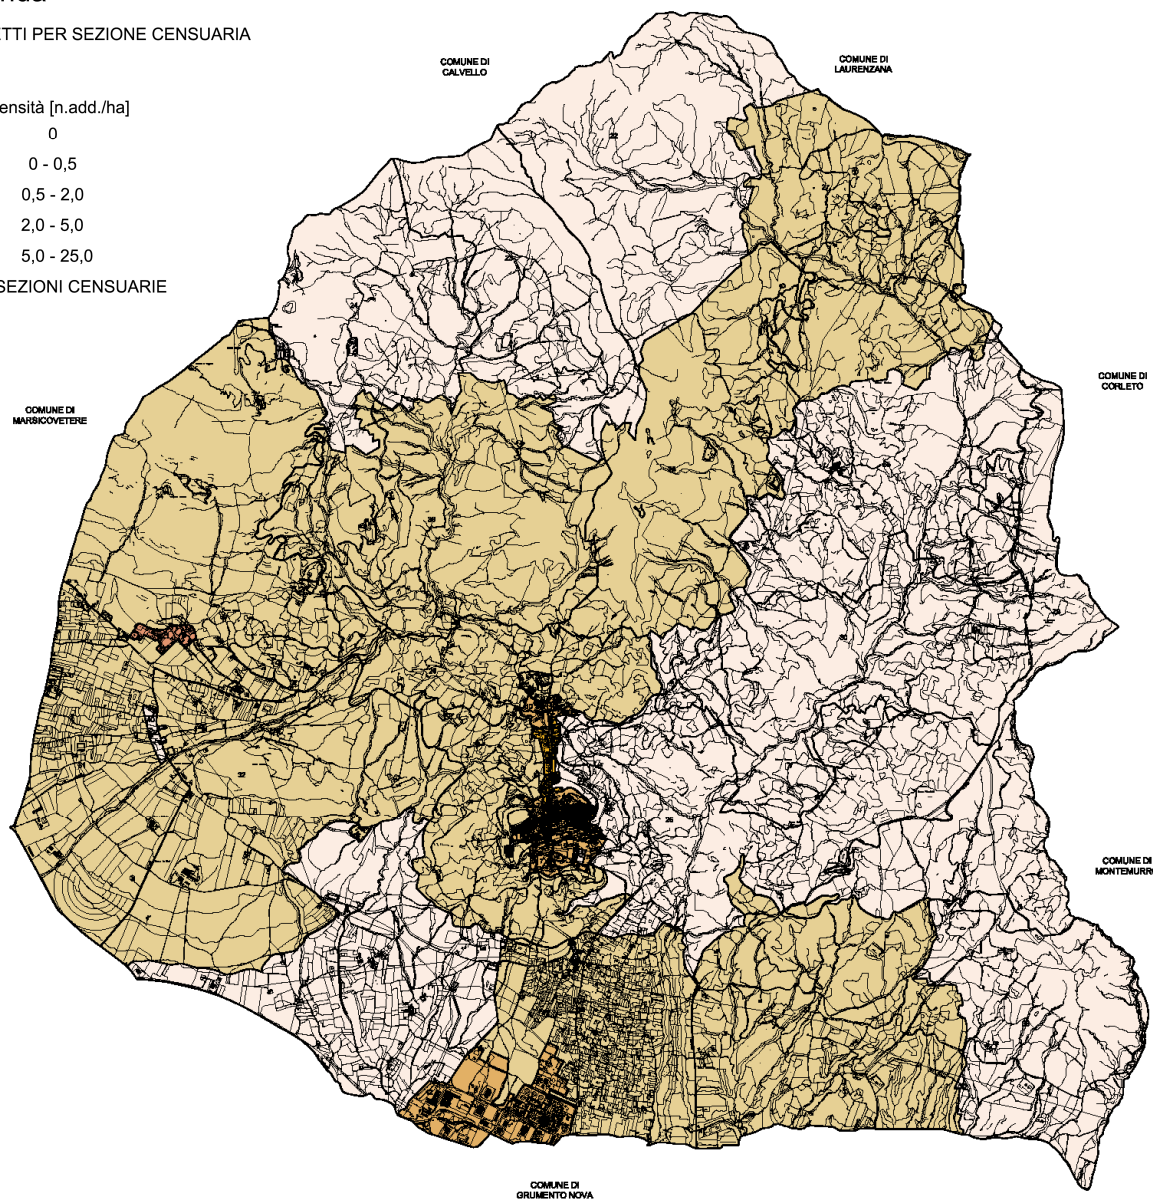 ETTI PER SEZIONE CENSUARIA
ensità [n.add./ha]
0
0 - 0,5
0,5 - 2,0
2,0 - 5,0
5,0 - 25,0
SEZIONI CENSUARIE
COMUNE DI
CALVELLO
COMUNE DI
LAURENZANA
COMUNE DI
CORLETO
COMUNE DI
MARSICOVETERE
COMUNE DI
MONTEMURRO
COMUNE DI
GRUMENTO NOVA